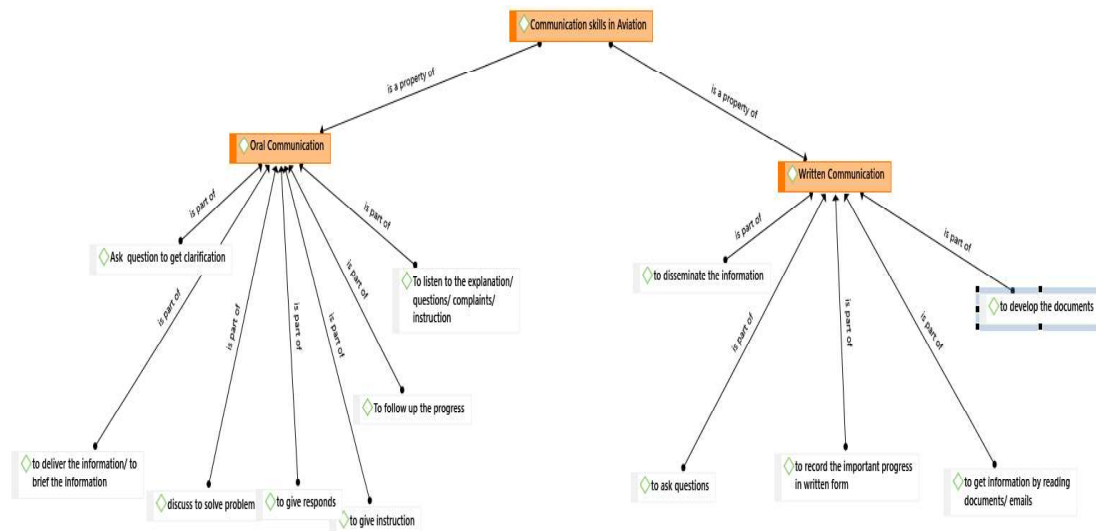 Communication skills in Aviation
is a property of
is a property of
Oral Communication
Written Communication
is part of
is part of
is part of
is part of
Ask question to get clarification
to disseminate the information
To listen to the explanation/
questions/ complaints/
instruction
to develop the documents
is part of
is part of
is part of
is part of
is part of
is part of
is part of
is part of
To follow up the progress
to deliver the information/ to
brief the information
discuss to solve problem
to give responds
to give instruction
to ask questions
to record the important progress
in written form
to get information by reading
documents/ emails